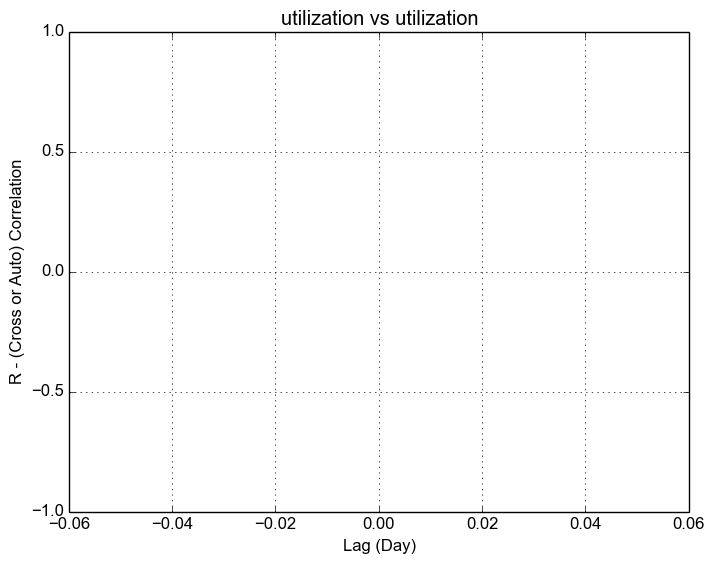 utilization vs utilization
1.0
0.5
0.0
−0.5
−1.0
R - (Cross or Auto) Correlation
−0.06 −0.04 −0.02 0.00 0.02 0.04 0.06
Lag (Day)